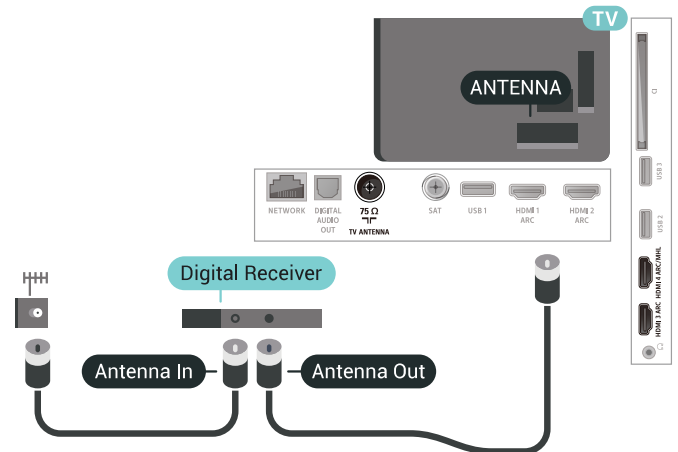 TV
ANTENNA
CI
USB 3
USB 2
HDMI 4 ARC/MHL
HDMI 3 ARC
NETWORK
DIGITAL
AUDIO
OUT
75 Ω
TV ANTENNA
SAT
USB 1
HDMI 1
ARC
HDMI 2
ARC
Digital Receiver
Antenna In
Antenna Out